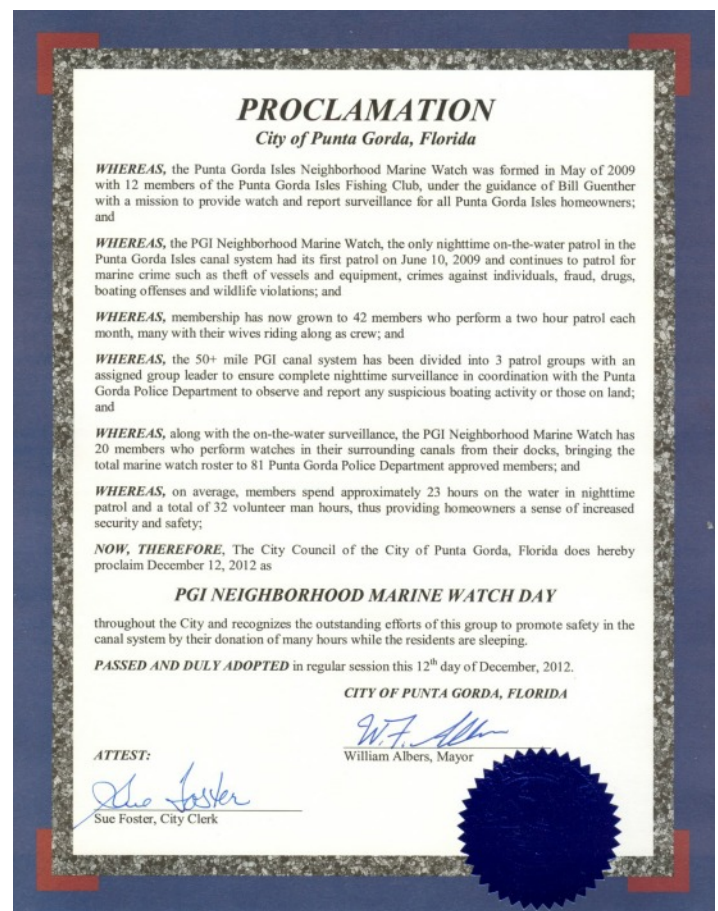 PROCLAMATION
City of Punta Gorda, Florida
WHEREAS, the Punta Gorda Isles Neighborhood Marine Watch was formed in May of 2009
with 12 members of the Punta Gorda Isles Fishing Club, under the guidance of Bill Guenther
with a mission to provide watch and report surveillance for all Punta Gorda Isles homeowners;
and
WHEREAS, the PGI Neighborhood Marine Watch, the only nighttime on-the-water patrol in the
Punta Gorda Isles canal system had its first patrol on June 10, 2009 and continues to patrol for
marine crime such as theft of vessels and equipment, crimes against individuals, fraud, drugs,
boating offenses and wildlife violations; and
WHEREAS, membership has now grown to 42 members who perform a two hour patrol each
month, many with their wives riding along as crew; and
WHEREAS, the 50+ mile PGI canal system has been divided into 3 patrol groups with an
assigned group leader to ensure complete nighttime surveillance in coordination with the Punta
Gorda Police Department to observe and report any suspicious boating activity or those on land;
and
WHEREAS, along with the on-the-water surveillance, the PGI Neighborhood Marine Watch has
20 members who perform watches in their surrounding canals from their docks, bringing the
total marine watch roster to 81 Punta Gorda Police Department approved members; and
WHEREAS, on average, members spend approximately 23 hours on the water in nighttime
patrol and a total of 32 volunteer man hours, thus providing homeowners a sense of increased
security and safety;
NOW, THEREFORE, The City Council of the City of Punta Gorda, Florida does hereby
proclaim December 12, 2012 as
PGI NEIGHBORHOOD MARINE WATCH DAY
throughout the City and recognizes the outstanding efforts of this group to promote safety in the
canal system by their donation of many hours while the residents are sleeping.
PASSED AND DULY ADOPTED in regular session this 12th day of December, 2012.
CITY OF PUNTA GORDA, FLORIDA
W.F. Albers
William Albers, Mayor
ATTEST:
Sue Foster
Sue Foster, City Clerk